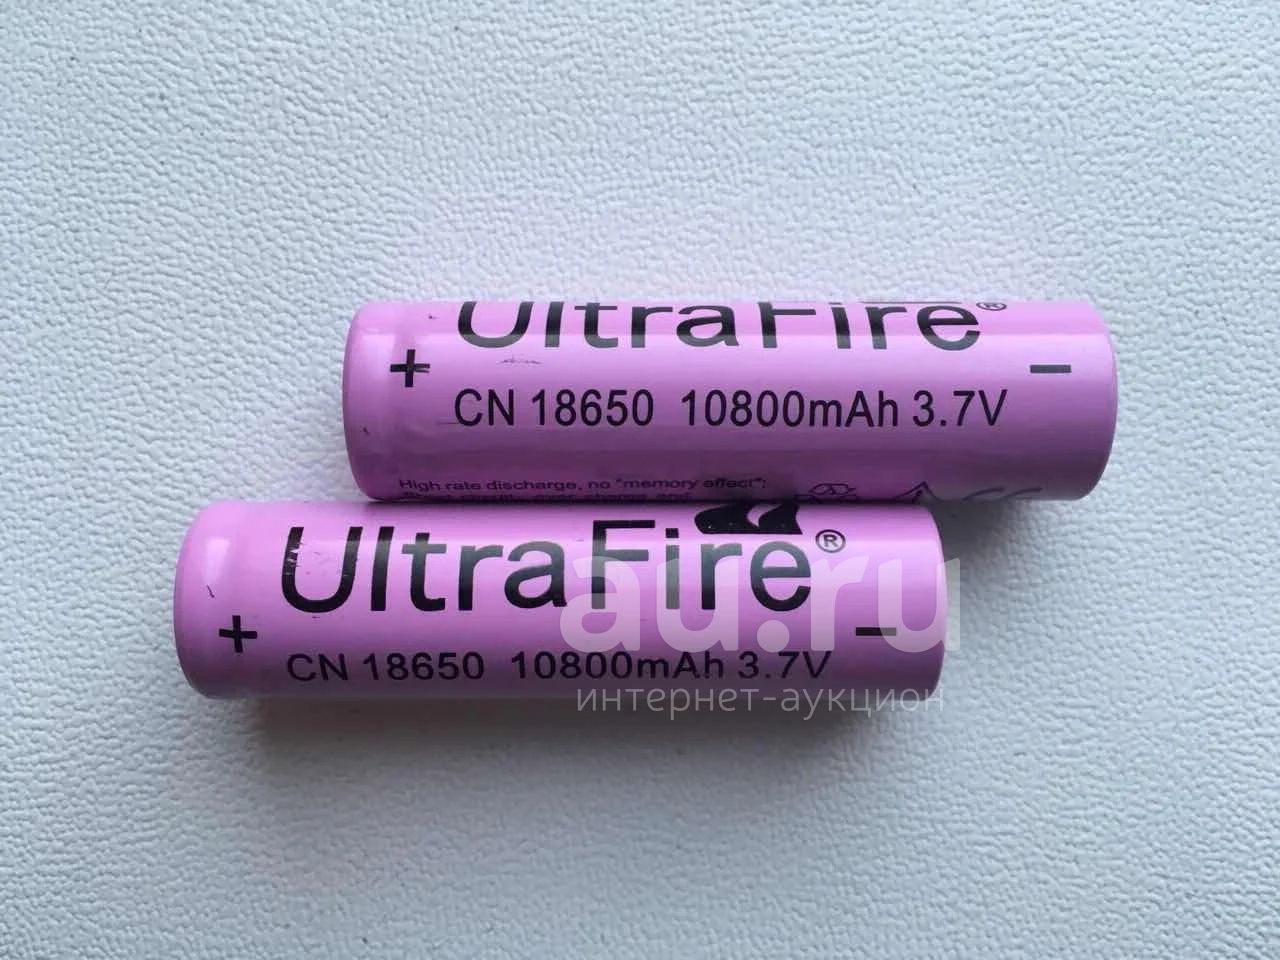 UltraFire®
+ −
CN 18650 10800mAh 3.7V
High rate discharge, no "memory effect";
UltraFire®
+ −
CN 18650 10800mAh 3.7V
au.ru
интернет-аукцион